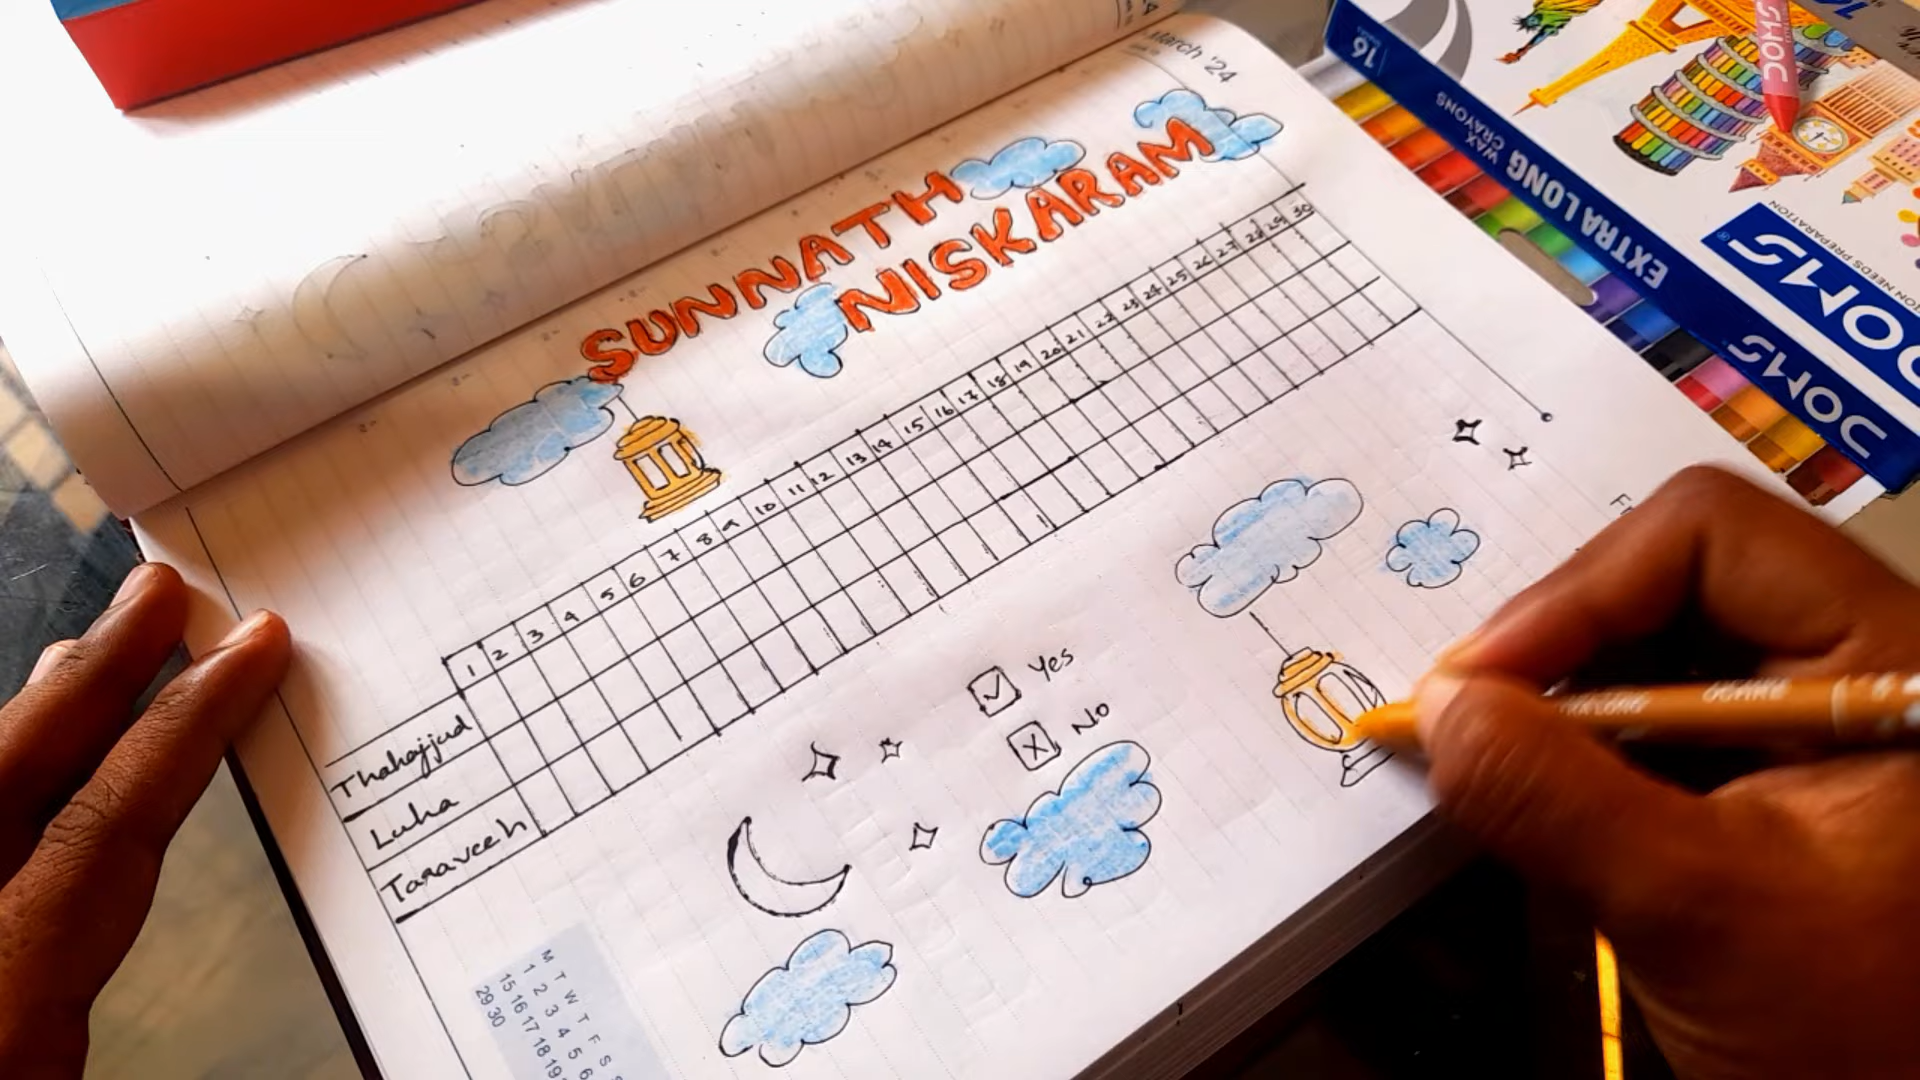 March '24
SUNNATH
NISKARAM
1 2 3 4 5 6 7 8 9 10 11 12 13 14 15 16 17 18 19 20 21 22 23 24 25 26 27 28 29 30
Thahajjud
Luha
Taraveeh
Yes
No
M T W T F S
1 2 3 4 5 6
15 16 17 18 19
29 30
16
WAX
CRAYONS
EXTRA LONG
DOMS
DOMS
DOMS